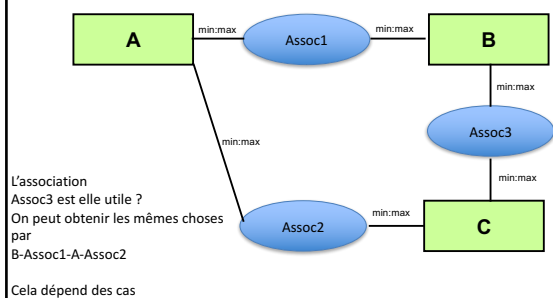 A
min:max
Assoc1
min:max
B
min:max
min:max
Assoc3
L'association
Assoc3 est elle utile ?
On peut obtenir les mêmes choses
par
B-Assoc1-A-Assoc2
Cela dépend des cas
min:max
Assoc2
min:max
C